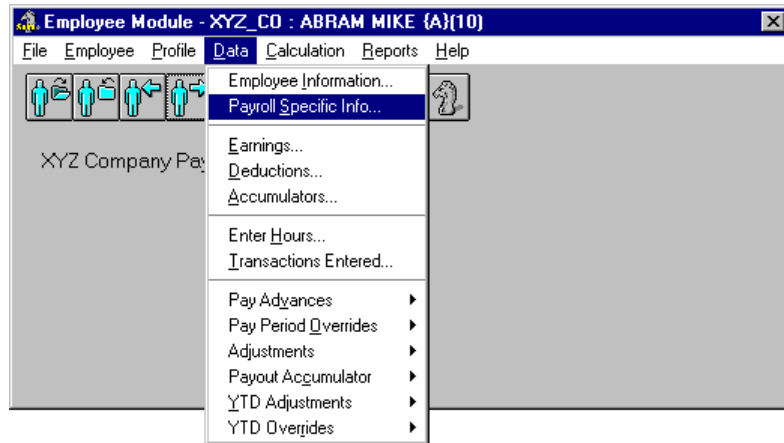 Employee Module - XYZ_CO : ABRAM MIKE {A}{10}
File Employee Profile Data Calculation Reports Help
Employee Information...
Payroll Specific Info...
XYZ Company Pay
Earnings...
Deductions...
Accumulators...
Enter Hours...
Transactions Entered...
Pay Advances
Pay Period Overrides
Adjustments
Payout Accumulator
YTD Adjustments
YTD Overrides